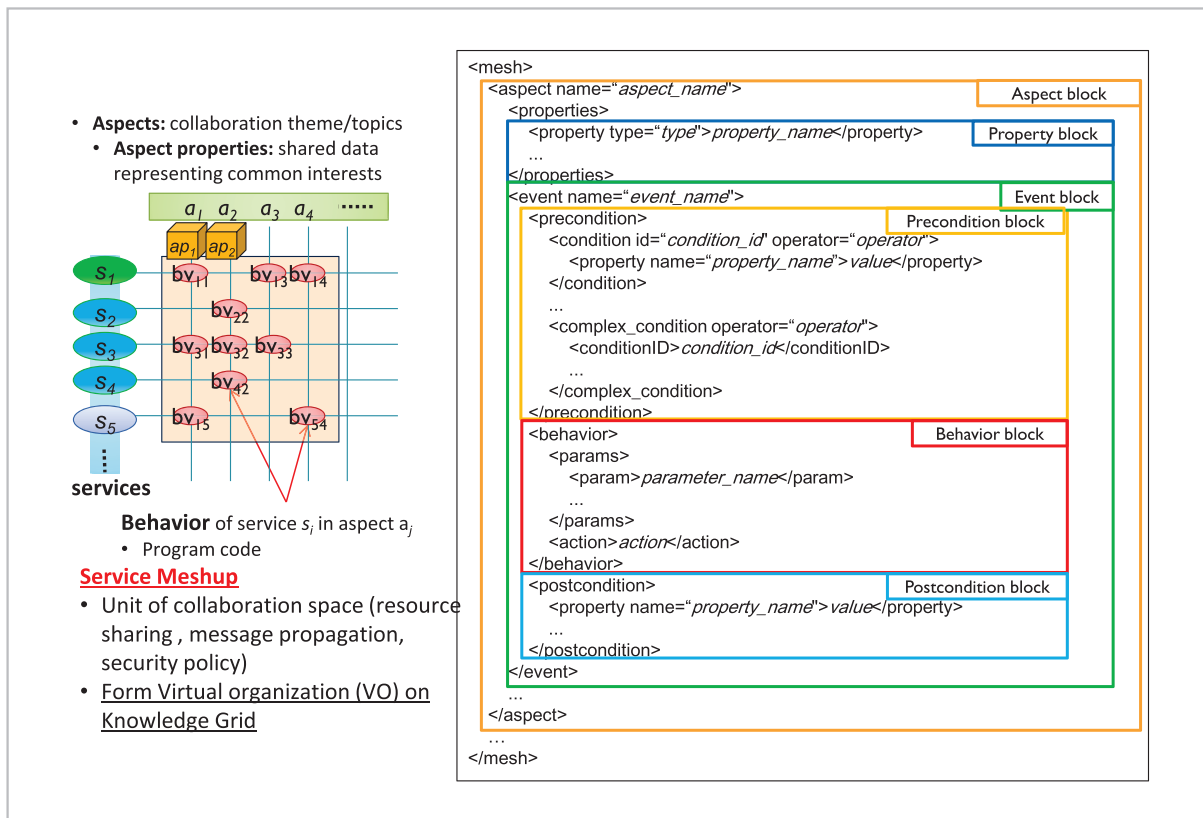 • Aspects: collaboration theme/topics
• Aspect properties: shared data
representing common interests
a1 a2 a3 a4 .....
ap1 ap2
s1 bv11 bv13 bv14
s2 bv22
s3 bv31 bv32 bv33
s4 bv42
s5 bv15 bv54
....
services
Behavior of service si in aspect aj
• Program code
Service Meshup
• Unit of collaboration space (resource
sharing , message propagation,
security policy)
• Form Virtual organization (VO) on
Knowledge Grid
<mesh>
<aspect name=“aspect_name"> Aspect block
<properties>
<property type=“type”>property_name</property> Property block
...
</properties>
<event name=“event_name”> Event block
<precondition> Precondition block
<condition id=“condition_id" operator=“operator”>
<property name=“property_name”>value</property>
</condition>
...
<complex_condition operator=“operator”>
<conditionID>condition_id</conditionID>
...
</complex_condition>
</precondition>
<behavior> Behavior block
<params>
<param>parameter_name</param>
...
</params>
<action>action</action>
</behavior>
<postcondition> Postcondition block
<property name=“property_name">value</property>
...
</postcondition>
</event>
...
</aspect>
...
</mesh>